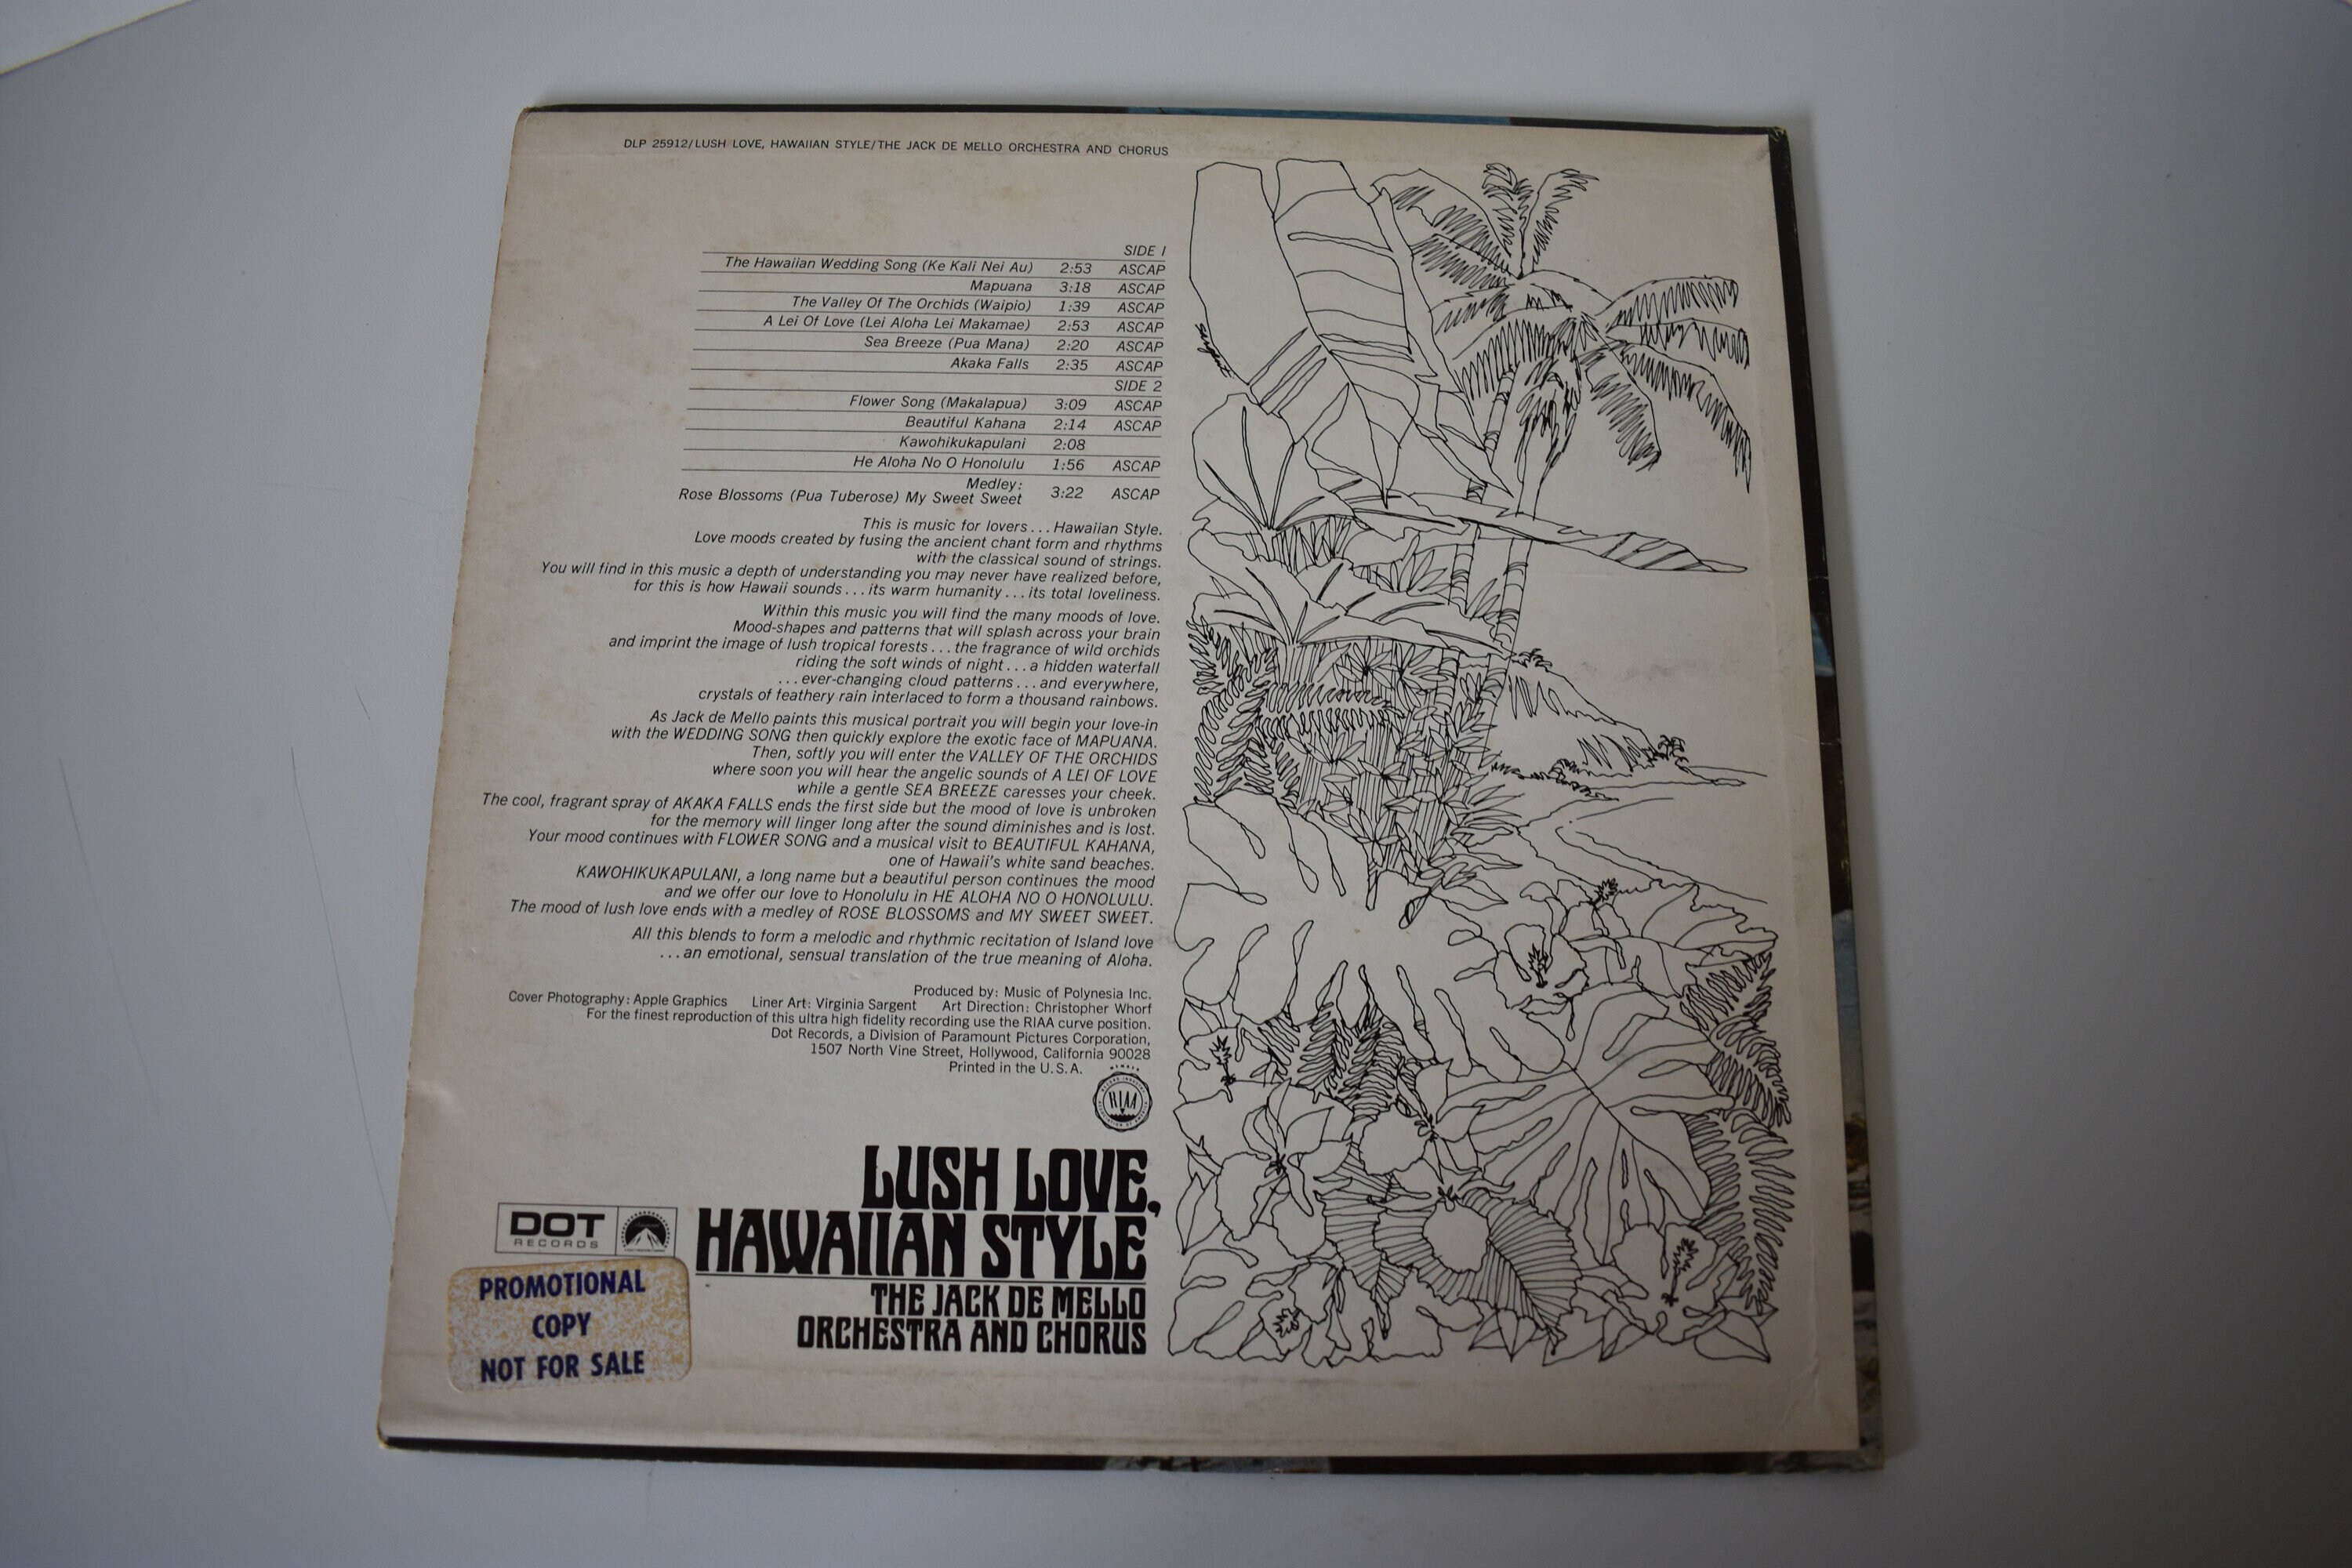 DLP 25912/LUSH LOVE, HAWAIIAN STYLE/THE JACK DE MELLO ORCHESTRA AND CHORUS
SIDE 1
The Hawaiian Wedding Song (Ke Kali Nei Au) 2:53 ASCAP
Mapuana 3:18 ASCAP
The Valley Of The Orchids (Waipio) 1:39 ASCAP
A Lei Of Love (Lei Aloha Lei Makamae) 2:53 ASCAP
Sea Breeze (Pua Mana) 2:20 ASCAP
Akaka Falls 2:35 ASCAP
SIDE 2
Flower Song (Makalapua) 3:09 ASCAP
Beautiful Kahana 2:14 ASCAP
Kawohikukapulani 2:08
He Aloha No O Honolulu 1:56 ASCAP
Medley:
Rose Blossoms (Pua Tuberose) My Sweet Sweet 3:22 ASCAP
This is music for lovers...Hawaiian Style.
Love moods created by fusing the ancient chant form and rhythms
with the classical sound of strings.
You will find in this music a depth of understanding you may never have realized before,
for this is how Hawaii sounds...its warm humanity...its total loveliness.
Within this music you will find the many moods of love.
Mood-shapes and patterns that will splash across your brain
and imprint the image of lush tropical forests...the fragrance of wild orchids
riding the soft winds of night...a hidden waterfall
...ever-changing cloud patterns...and everywhere,
crystals of feathery rain interlaced to form a thousand rainbows.
As Jack de Mello paints this musical portrait you will begin your love-in
with the WEDDING SONG then quickly explore the exotic face of MAPUANA.
Then, softly you will enter the VALLEY OF THE ORCHIDS
where soon you will hear the angelic sounds of A LEI OF LOVE
while a gentle SEA BREEZE caresses your cheek.
The cool, fragrant spray of AKAKA FALLS ends the first side but the mood of love is unbroken
for the memory will linger long after the sound diminishes and is lost.
Your mood continues with FLOWER SONG and a musical visit to BEAUTIFUL KAHANA,
one of Hawaii's white sand beaches.
KAWOHIKUKAPULANI, a long name but a beautiful person continues the mood
and we offer our love to Honolulu in HE ALOHA NO O HONOLULU.
The mood of lush love ends with a medley of ROSE BLOSSOMS and MY SWEET SWEET.
All this blends to form a melodic and rhythmic recitation of Island love
...an emotional, sensual translation of the true meaning of Aloha.
Produced by: Music of Polynesia Inc.
Cover Photography: Apple Graphics Liner Art: Virginia Sargent Art Direction: Christopher Whorf
For the finest reproduction of this ultra high fidelity recording use the RIAA curve position.
Dot Records, a Division of Paramount Pictures Corporation,
1507 North Vine Street, Hollywood, California 90028
Printed in the U.S.A.
MEMBER
RIAA
LUSH LOVE,
HAWAIIAN STYLE
THE JACK DE MELLO
ORCHESTRA AND CHORUS
DOT
RECORDS
PROMOTIONAL
COPY
NOT FOR SALE
Sargent